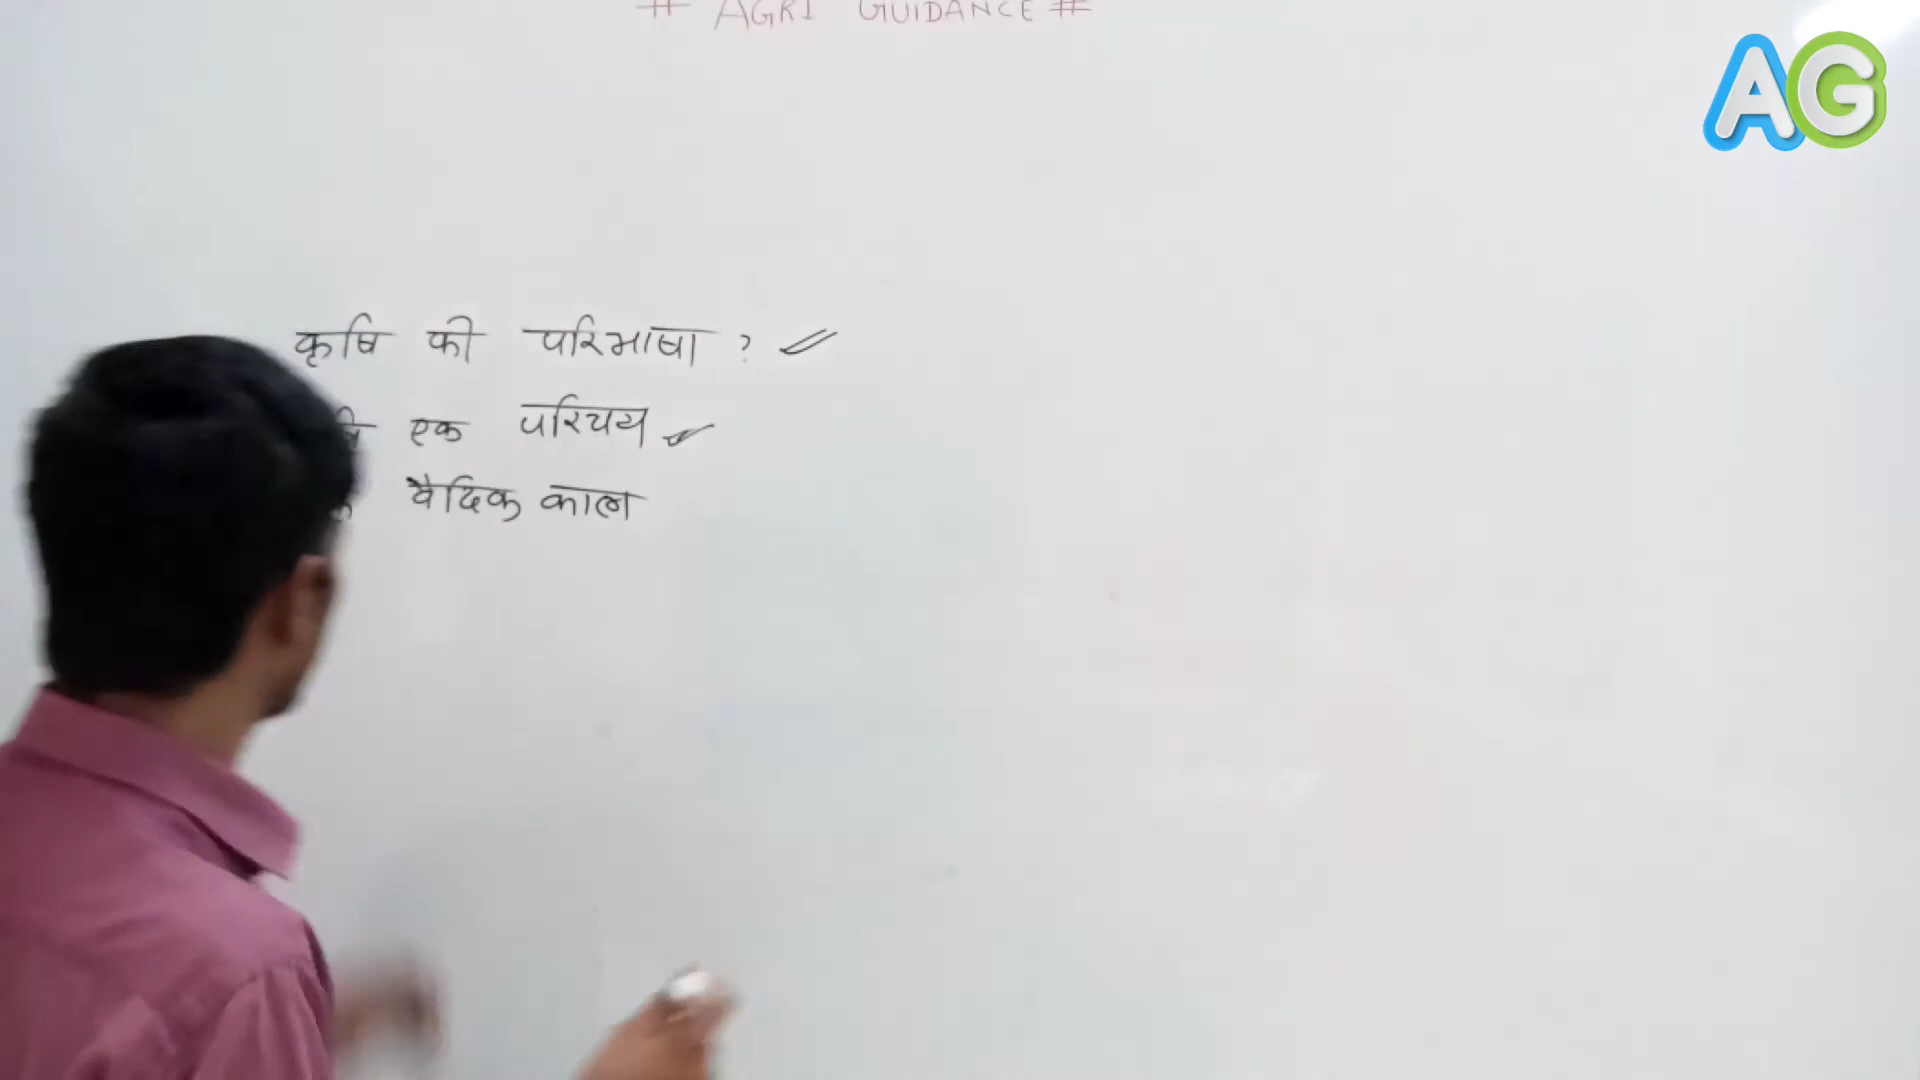 # AGRI GUIDANCE #
AG
कृषि की परिभाषा ?
एक परिचय
वैदिक काल